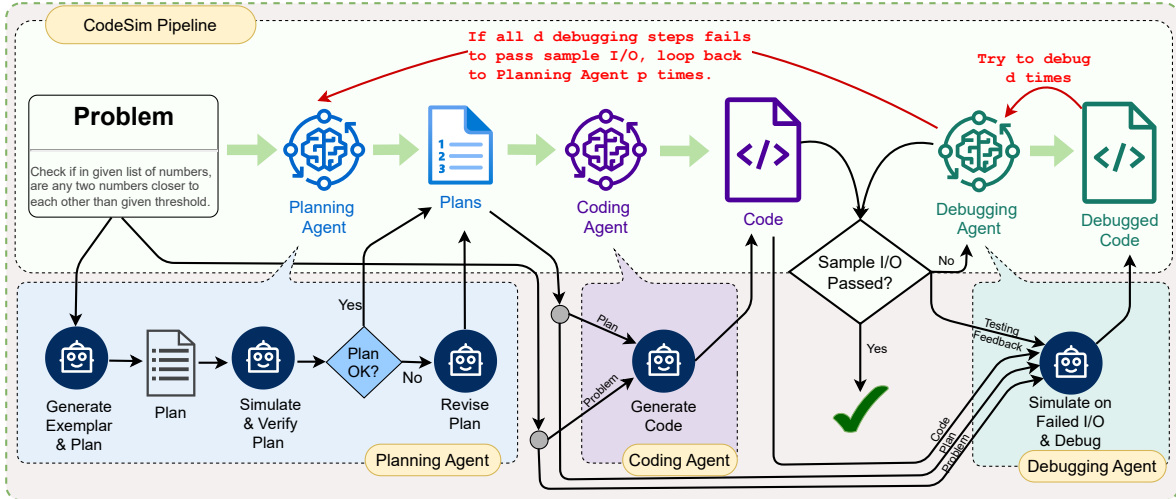 CodeSim Pipeline
If all d debugging steps fails
to pass sample I/O, loop back
to Planning Agent p times.
Try to debug
d times
Problem
Check if in given list of numbers,
are any two numbers closer to
each other than given threshold.
1
2
3
</>
</>
Planning
Agent
Plans
Coding
Agent
Code
Debugging
Agent
Debugged
Code
Sample I/O
Passed?
No
Yes
Yes
Plan
OK?
No
Generate
Exemplar
& Plan
Plan
Simulate
& Verify
Plan
Revise
Plan
Planning Agent
Plan
Problem
Generate
Code
Coding Agent
Testing
Feedback
Code
Plan
Problem
Simulate on
Failed I/O
& Debug
Debugging Agent